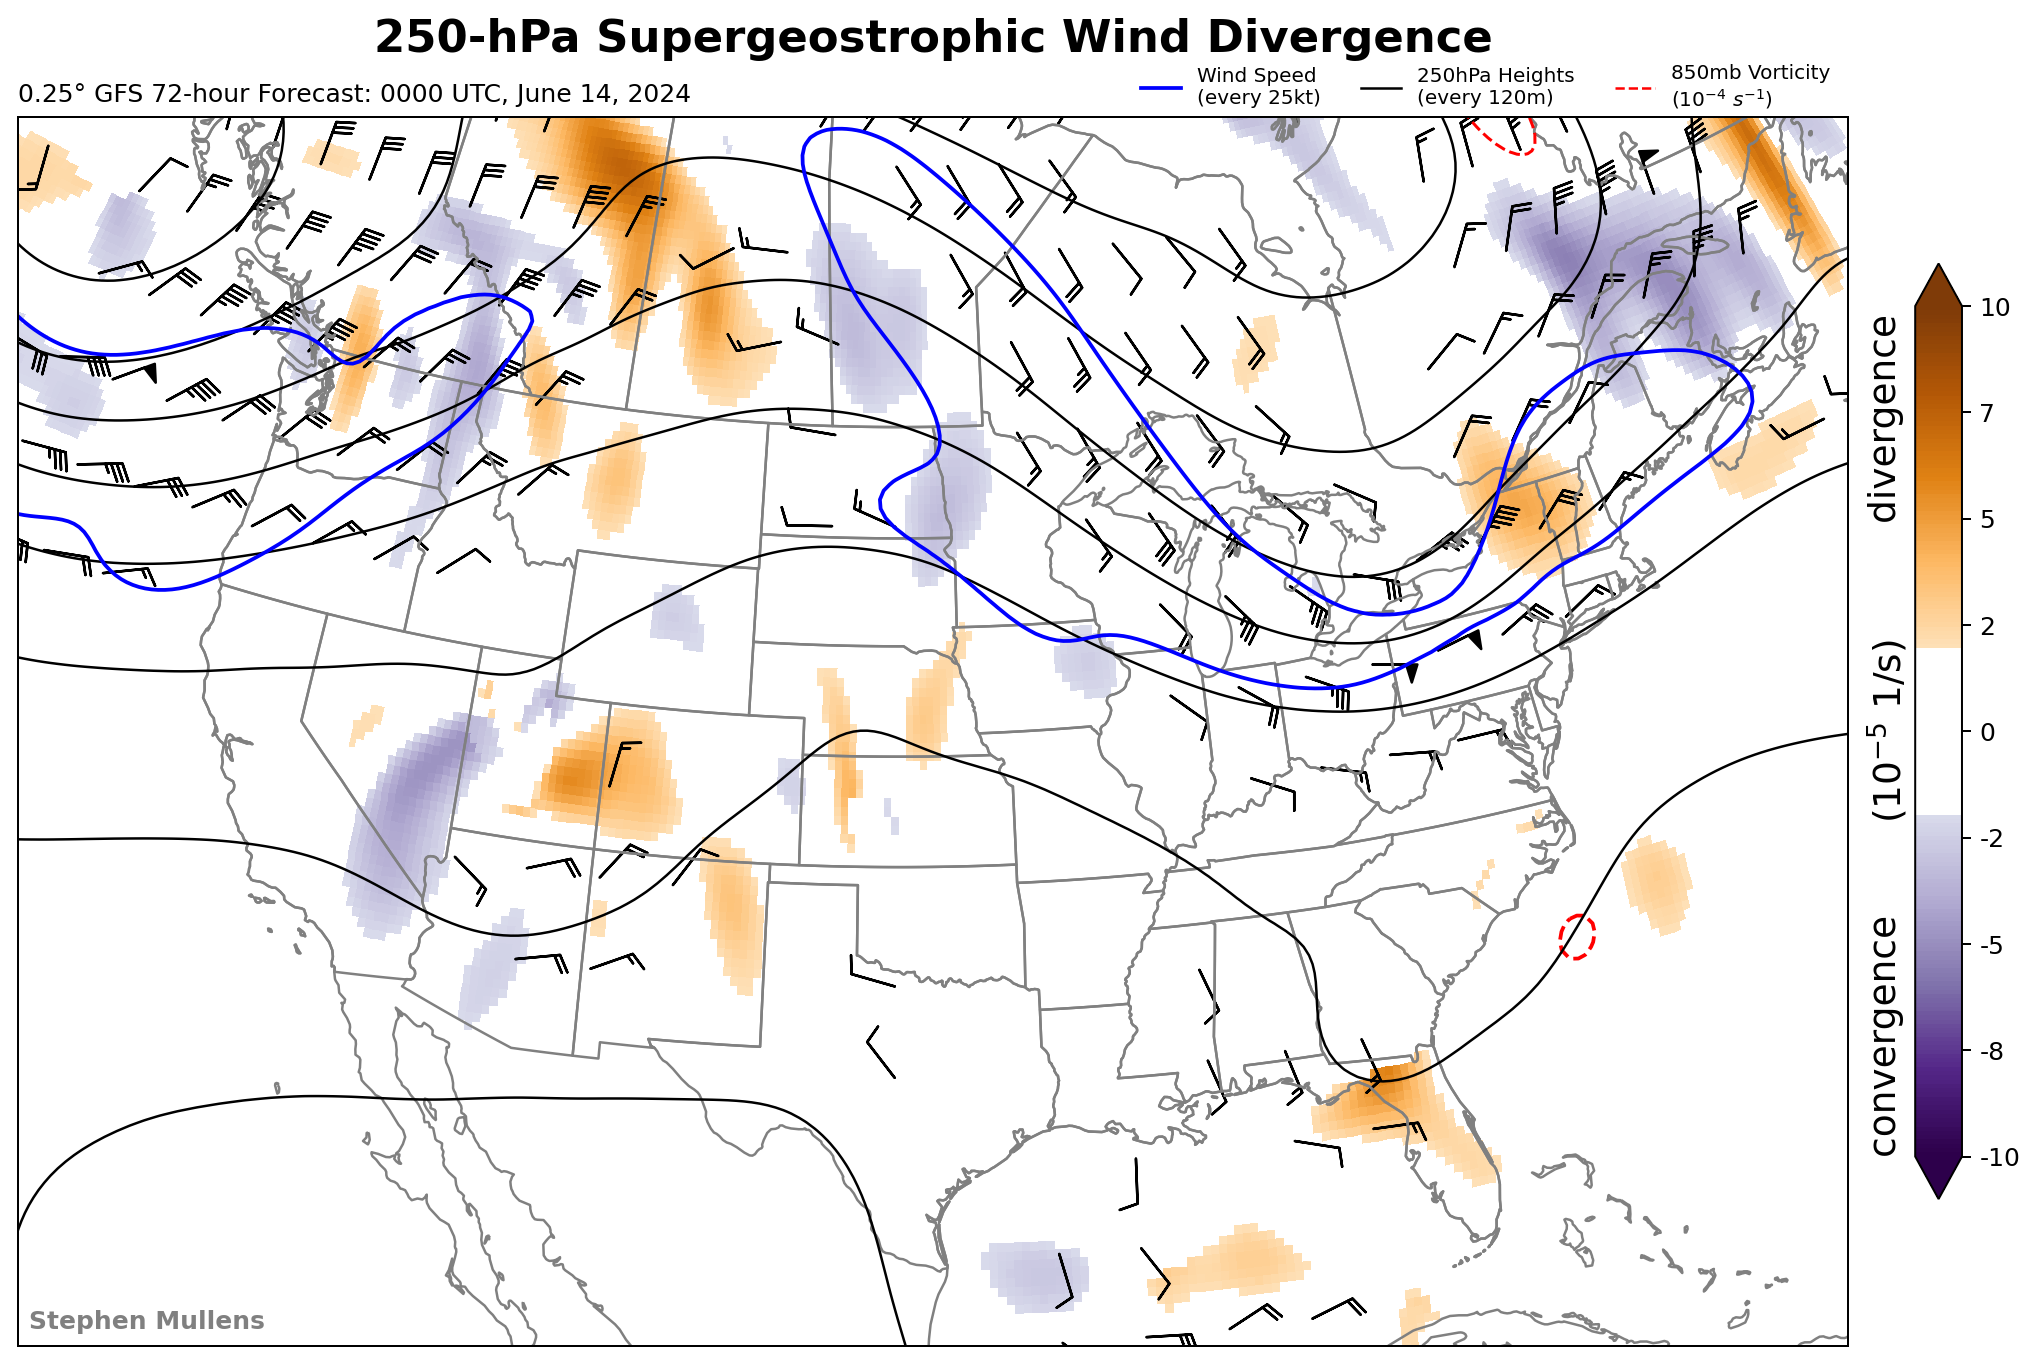 250-hPa Supergeostrophic Wind Divergence
0.25° GFS 72-hour Forecast: 0000 UTC, June 14, 2024
Wind Speed
(every 25kt)
250hPa Heights
(every 120m)
850mb Vorticity
(10⁻⁴ s⁻¹)
10
7
5
2
0
-2
-5
-8
-10
convergence (10⁻⁵ 1/s) divergence
Stephen Mullens